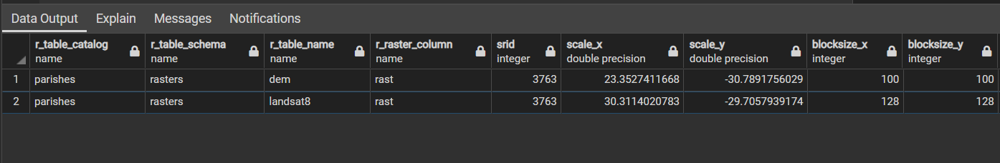 Data Output Explain Messages Notifications
r_table_catalog r_table_schema r_table_name r_raster_column srid scale_x scale_y blocksize_x blocksize_y
name name name name integer double precision double precision integer integer
1 parishes rasters dem rast 3763 23.3527411668 -30.7891756029 100 100
2 parishes rasters landsat8 rast 3763 30.3114020783 -29.7057939174 128 128